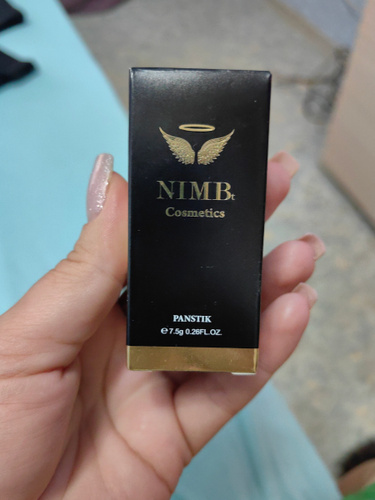 NIMBt
Cosmetics
PANSTIK
℮ 7.5g 0.26FL.OZ.